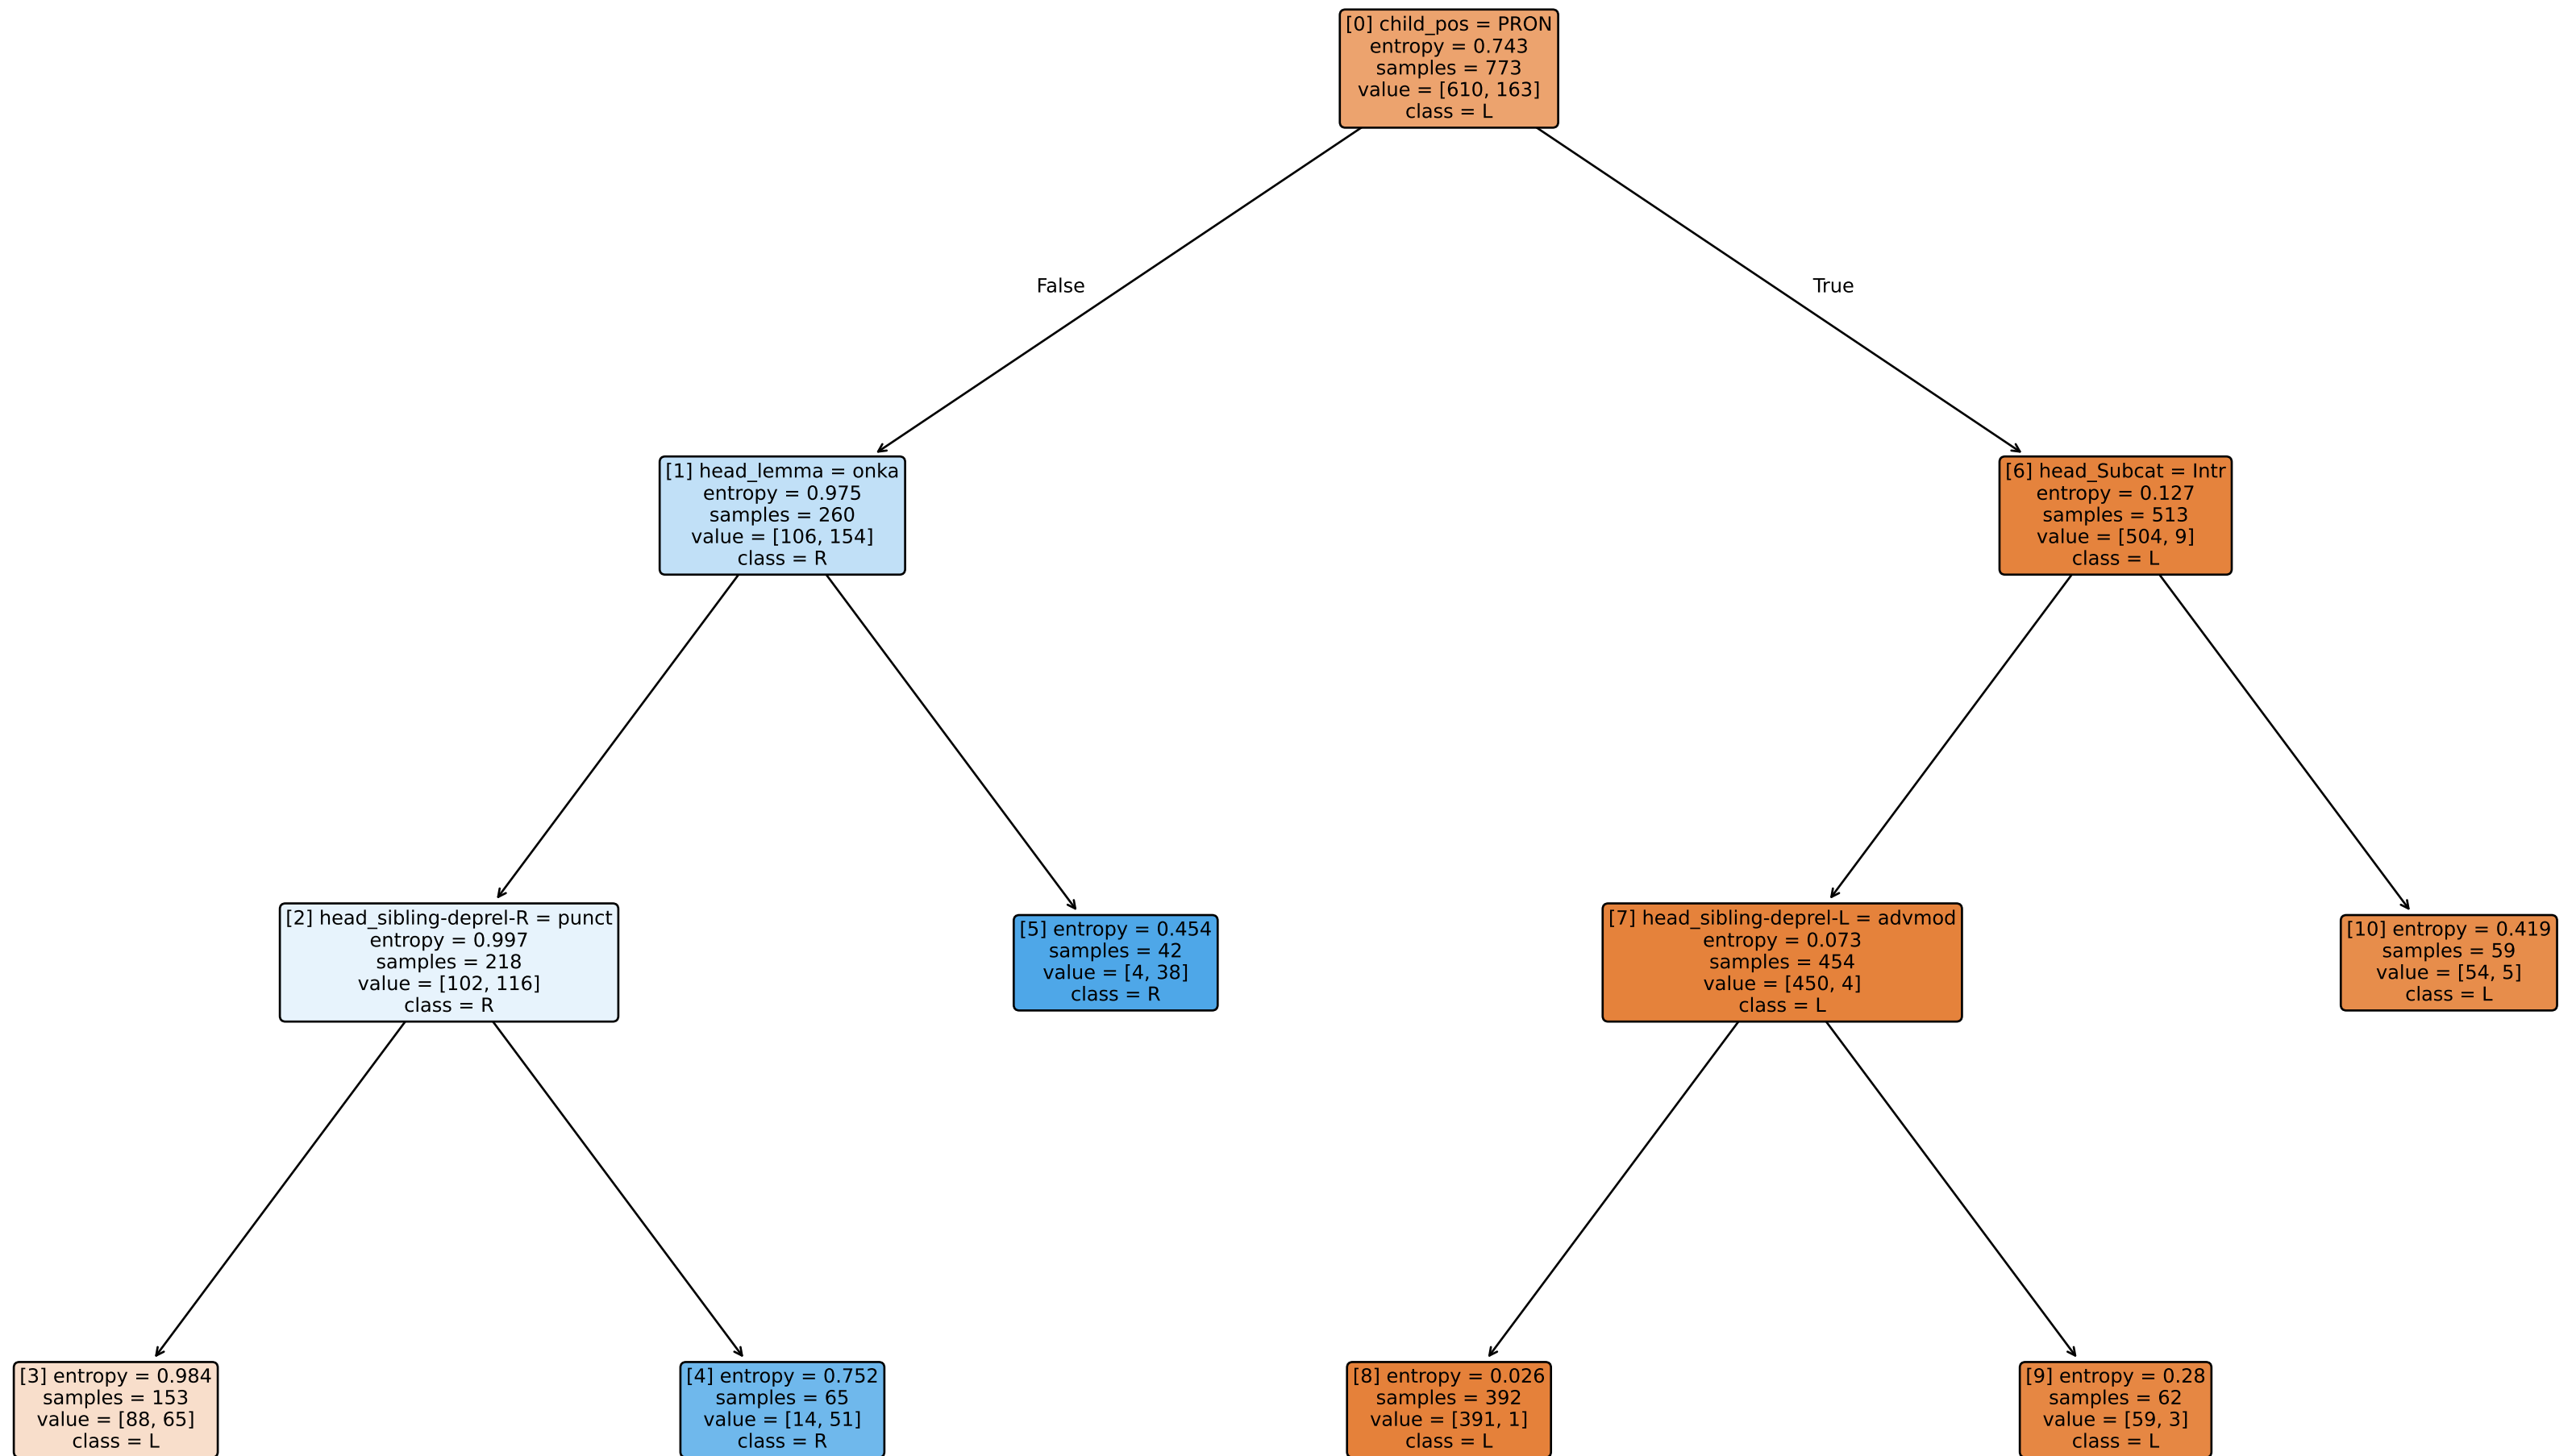 [0] child_pos = PRON
entropy = 0.743
samples = 773
value = [610, 163]
class = L
False
True
[1] head_lemma = onka
entropy = 0.975
samples = 260
value = [106, 154]
class = R
[6] head_Subcat = Intr
entropy = 0.127
samples = 513
value = [504, 9]
class = L
[2] head_sibling-deprel-R = punct
entropy = 0.997
samples = 218
value = [102, 116]
class = R
[5] entropy = 0.454
samples = 42
value = [4, 38]
class = R
[7] head_sibling-deprel-L = advmod
entropy = 0.073
samples = 454
value = [450, 4]
class = L
[10] entropy = 0.419
samples = 59
value = [54, 5]
class = L
[3] entropy = 0.984
samples = 153
value = [88, 65]
class = L
[4] entropy = 0.752
samples = 65
value = [14, 51]
class = R
[8] entropy = 0.026
samples = 392
value = [391, 1]
class = L
[9] entropy = 0.28
samples = 62
value = [59, 3]
class = L